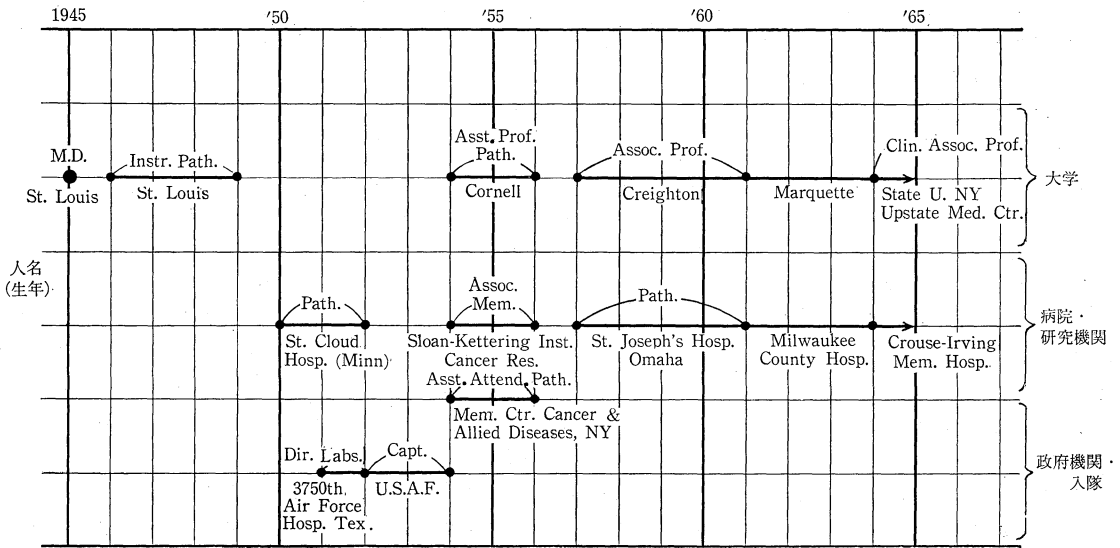 1945
'50
'55
'60
'65
M.D.
St. Louis
Instr. Path.
St. Louis
Asst. Prof.
Path.
Cornell
Assoc. Prof.
Creighton
Marquette
Clin. Assoc. Prof.
State U. NY
Upstate Med. Ctr.
大学
人名
(生年)
Path.
St. Cloud
Hosp. (Minn)
Assoc.
Mem.
Sloan-Kettering Inst.
Cancer Res.
Path.
St. Joseph's Hosp.
Omaha
Milwaukee
County Hosp.
Crouse-Irving
Mem. Hosp.
病院・
研究機関
Asst. Attend. Path.
Mem. Ctr. Cancer &
Allied Diseases, NY
Dir. Labs.
3750th
Air Force
Hosp. Tex.
Capt.
U.S.A.F.
政府機関・
入隊